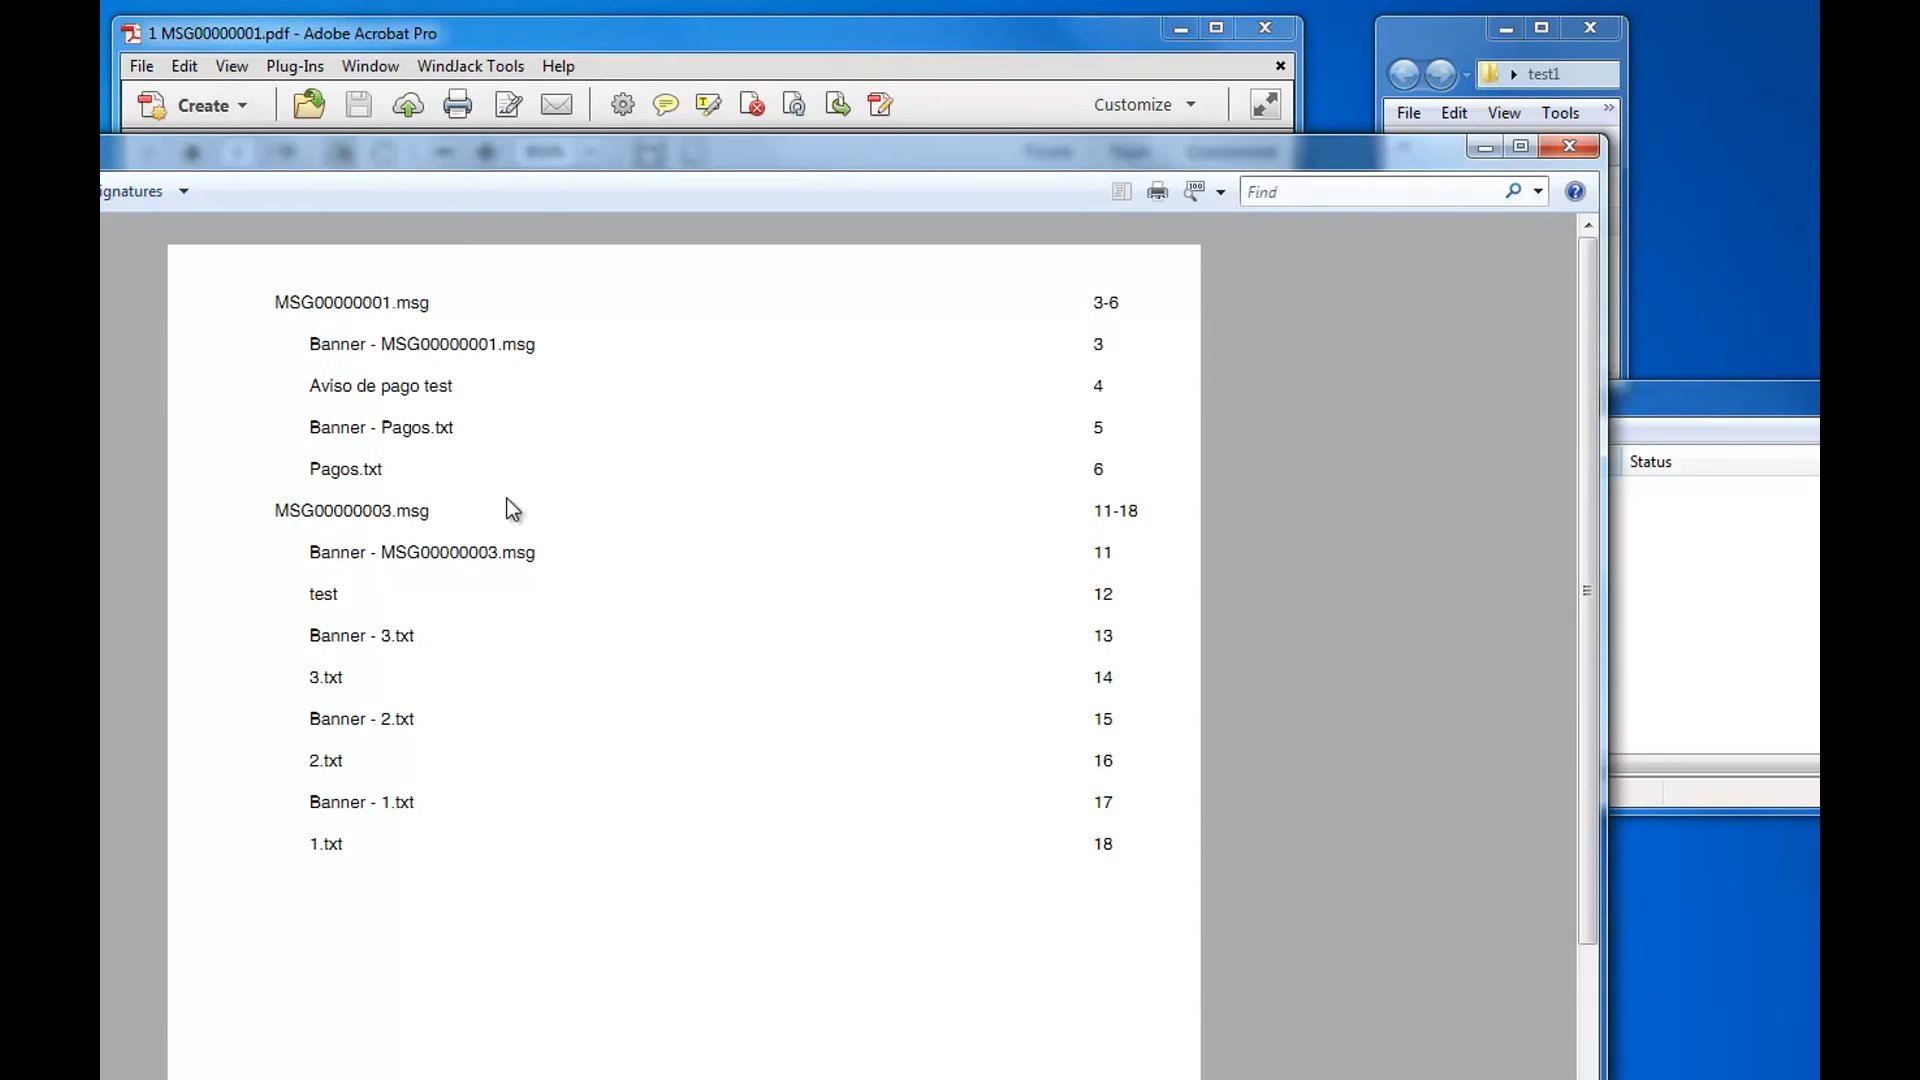 1 MSG00000001.pdf - Adobe Acrobat Pro
File Edit View Plug-Ins Window WindJack Tools Help
Create
Customize
test1
File Edit View Tools »
ignatures
Find
MSG00000001.msg 3-6
Banner - MSG00000001.msg 3
Aviso de pago test 4
Banner - Pagos.txt 5
Pagos.txt 6
MSG00000003.msg 11-18
Banner - MSG00000003.msg 11
test 12
Banner - 3.txt 13
3.txt 14
Banner - 2.txt 15
2.txt 16
Banner - 1.txt 17
1.txt 18
Status